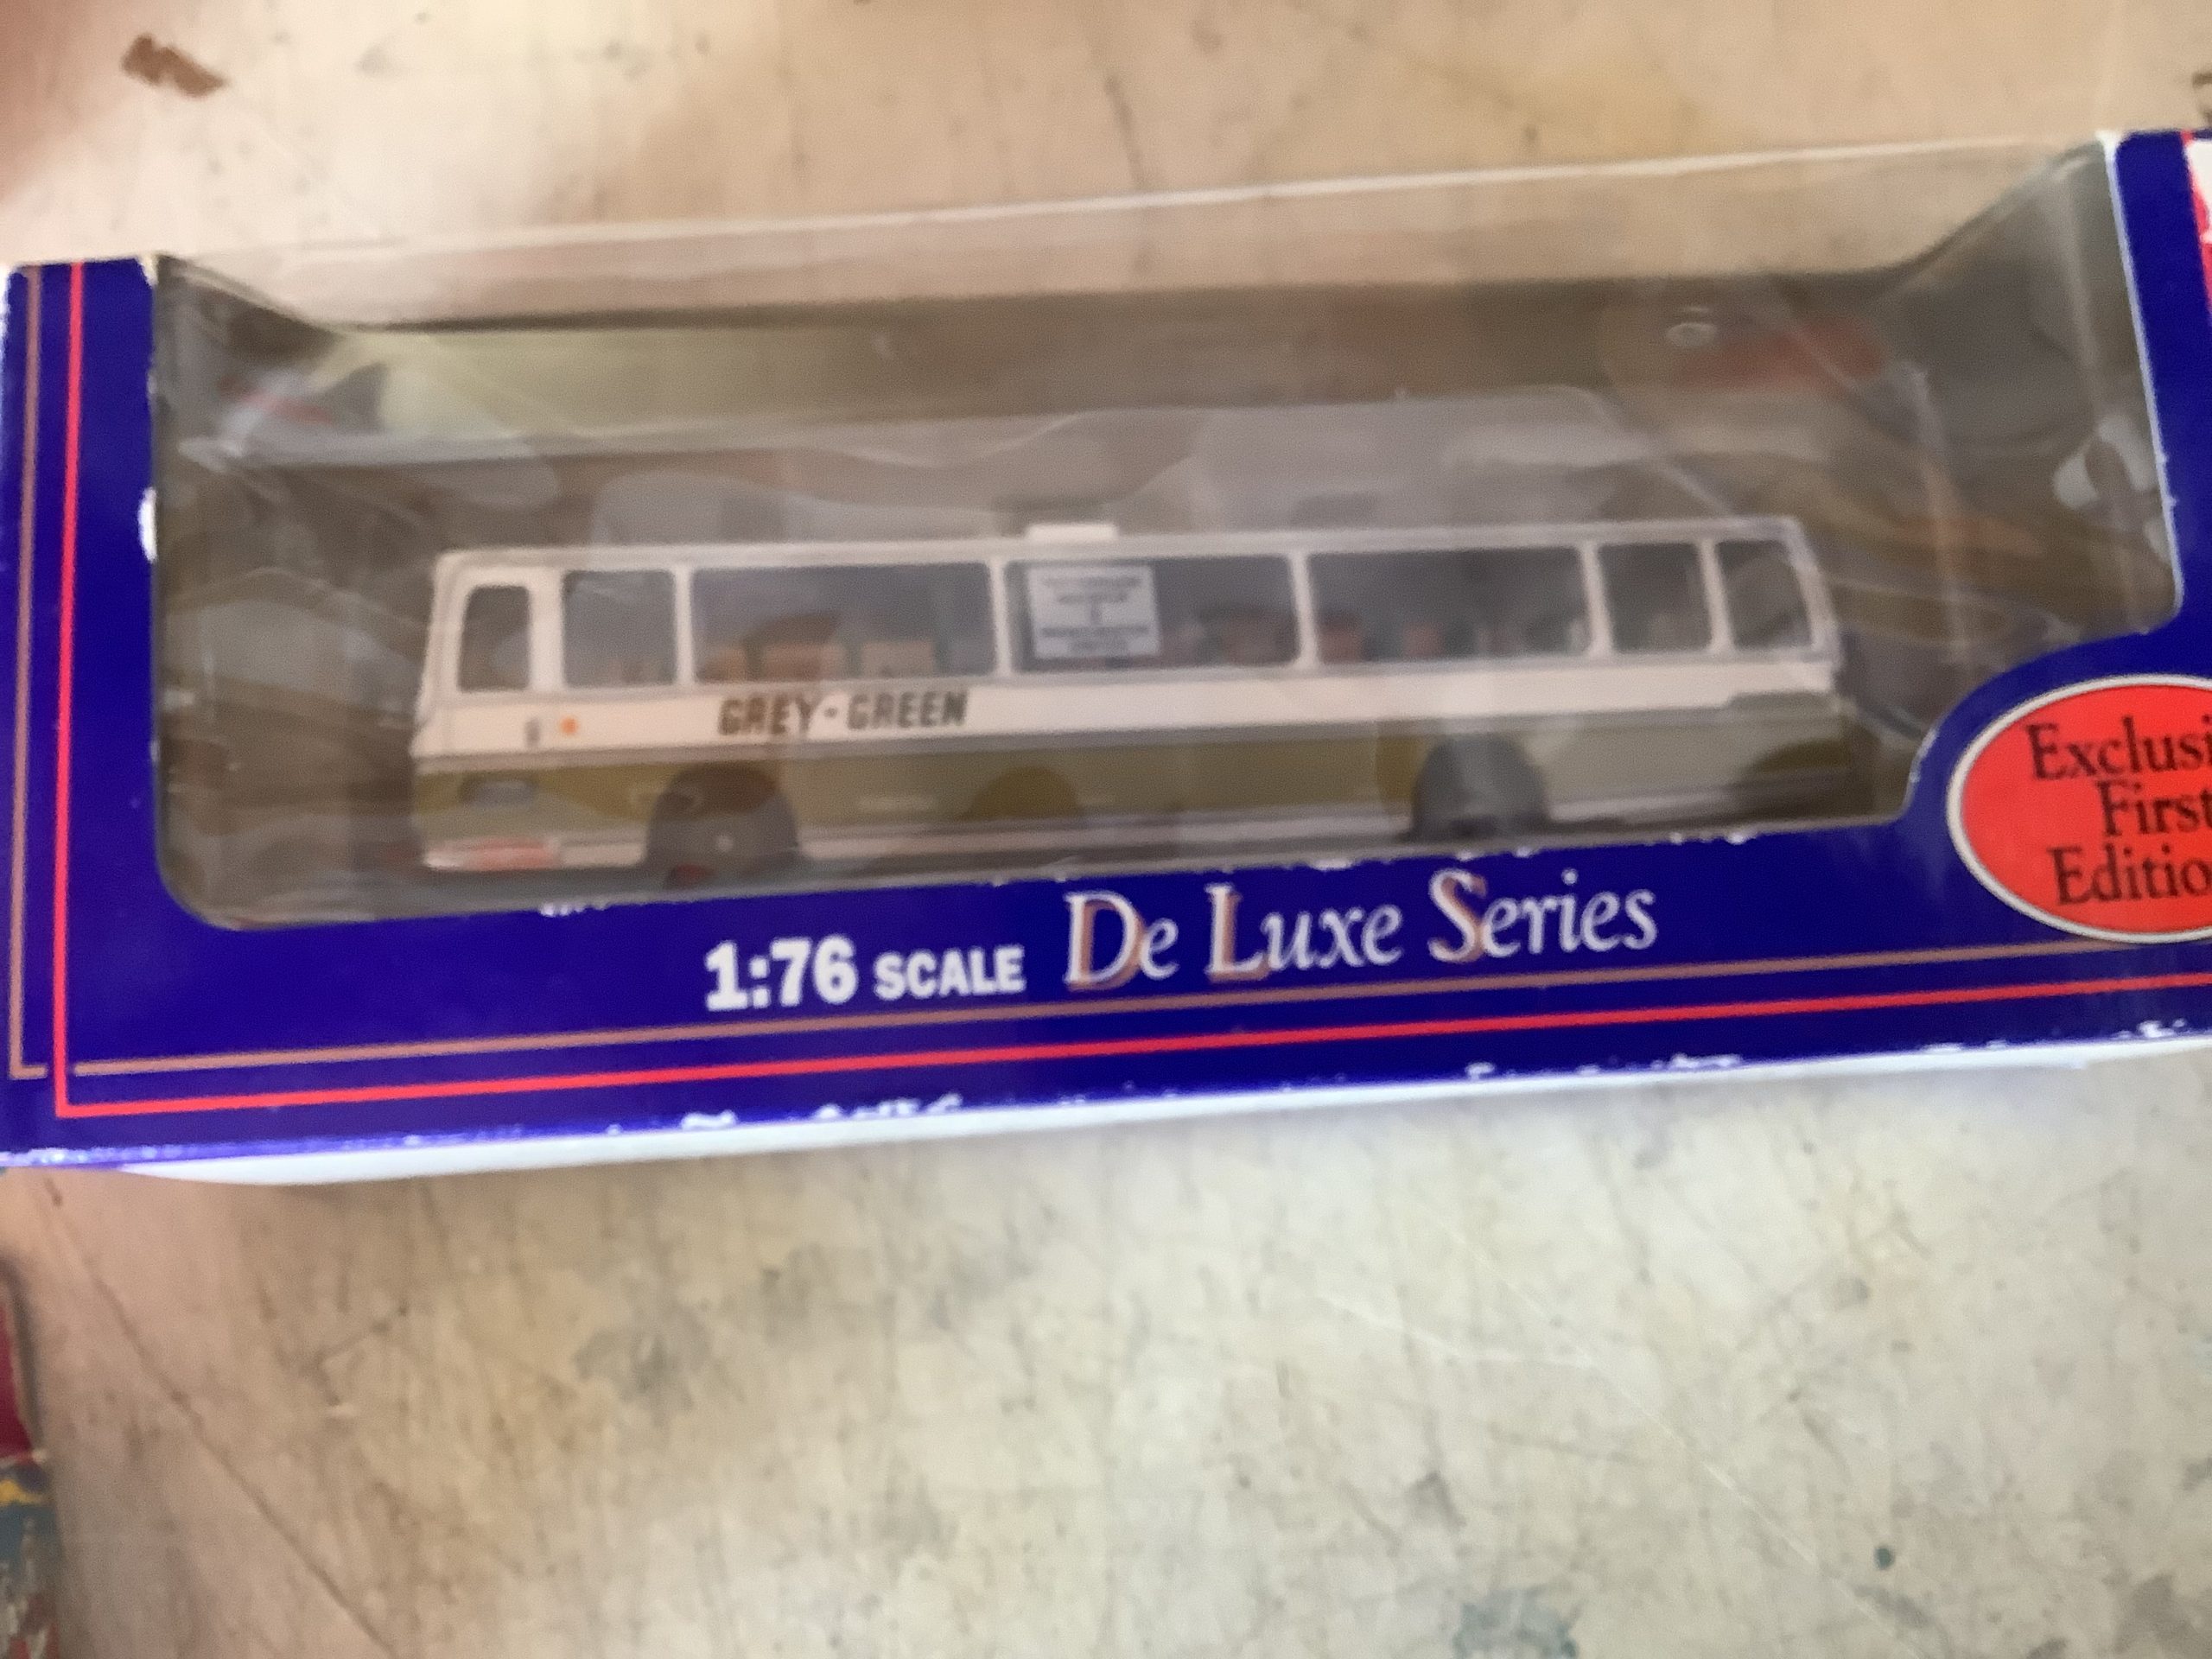 GREY-GREEN
1:76 SCALE De Luxe Series
Exclusi
First
Editio